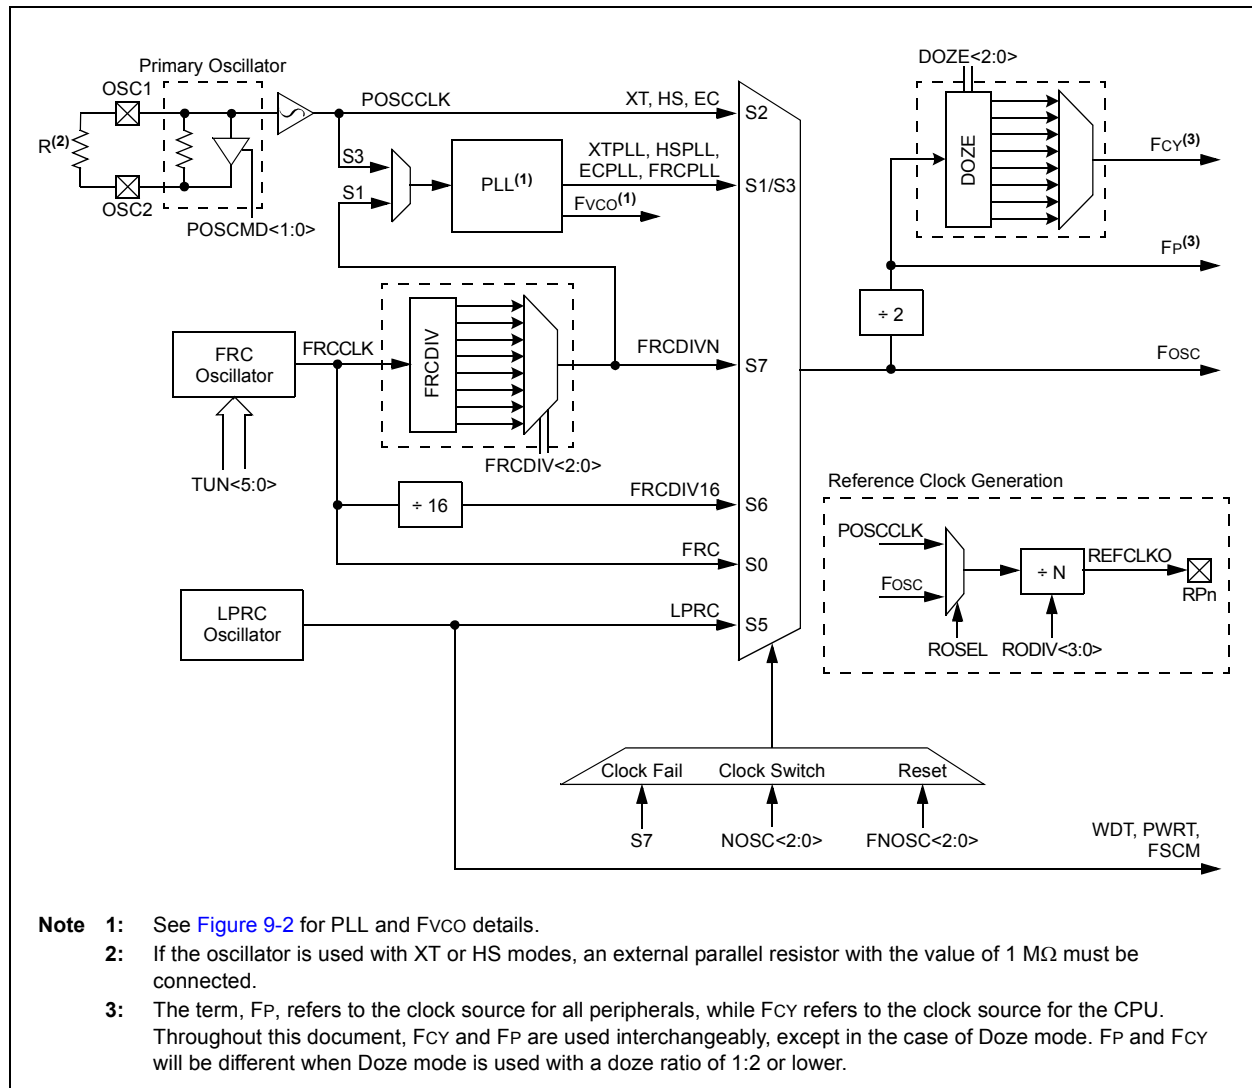 Primary Oscillator
OSC1
R(2)
OSC2
POSCMD<1:0>
POSCCLK
XT, HS, EC
S2
S3
S1
PLL(1)
XTPLL, HSPLL,
ECPLL, FRCPLL
S1/S3
FVCO(1)
DOZE<2:0>
DOZE
FCY(3)
FP(3)
÷ 2
FOSC
FRC
Oscillator
TUN<5:0>
FRCCLK
FRCDIV
FRCDIV<2:0>
FRCDIVN
S7
÷ 16
FRCDIV16
S6
FRC
S0
LPRC
Oscillator
LPRC
S5
Reference Clock Generation
POSCCLK
FOSC
÷ N
REFCLKO
RPn
ROSEL
RODIV<3:0>
Clock Fail
Clock Switch
Reset
S7
NOSC<2:0>
FNOSC<2:0>
WDT, PWRT,
FSCM
Note 1: See Figure 9-2 for PLL and FVCO details.
2: If the oscillator is used with XT or HS modes, an external parallel resistor with the value of 1 MΩ must be
connected.
3: The term, FP, refers to the clock source for all peripherals, while FCY refers to the clock source for the CPU.
Throughout this document, FCY and FP are used interchangeably, except in the case of Doze mode. FP and FCY
will be different when Doze mode is used with a doze ratio of 1:2 or lower.